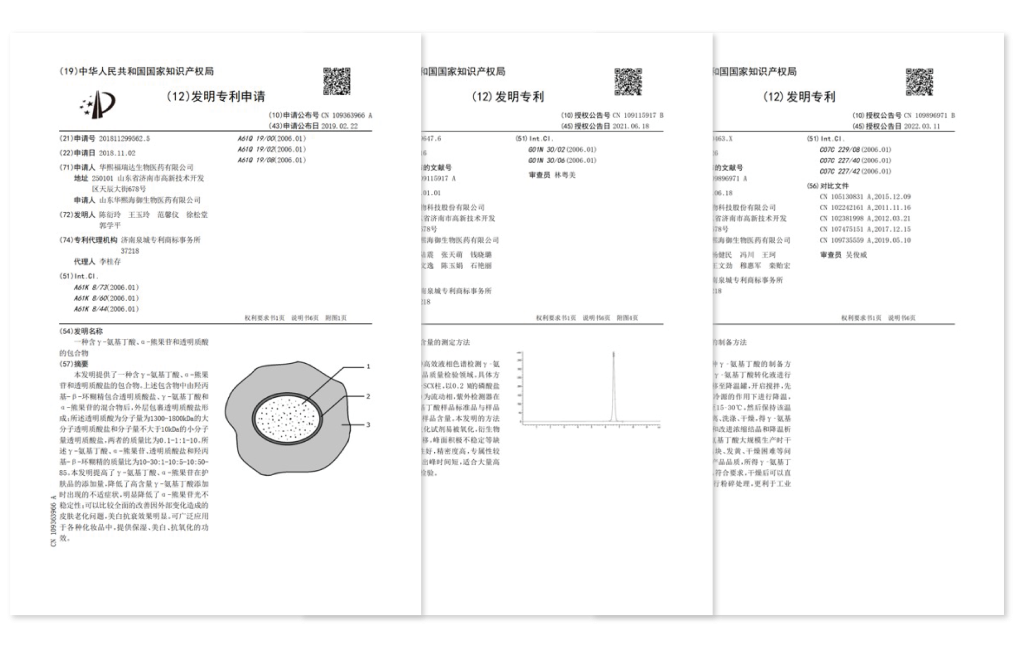 (19)中华人民共和国国家知识产权局
(12)发明专利申请
(10)申请公布号 CN 109363966 A
(43)申请公布日 2019.02.22
(21)申请号 201811299562.5
(22)申请日 2018.11.02
(71)申请人 华熙福瑞达生物医药有限公司
地址 250101 山东省济南市高新技术开发
区天辰大街678号
申请人 山东华熙海御生物医药有限公司
(72)发明人 陈衍玲 王玉玲 范馨仪 徐松堂
郭学平
(74)专利代理机构 济南泉城专利商标事务所
37218
代理人 李桂存
(51)Int.Cl.
A61K 8/73(2006.01)
A61K 8/60(2006.01)
A61K 8/44(2006.01)
A61Q 19/00(2006.01)
A61Q 19/02(2006.01)
A61Q 19/08(2006.01)
权利要求书1页 说明书6页 附图1页
(54)发明名称
一种含γ-氨基丁酸、α-熊果苷和透明质酸
的包合物
(57)摘要
本发明提供了一种含γ-氨基丁酸、α-熊果
苷和透明质酸盐的包合物,上述包合物中由羟丙
基-β-环糊精包合透明质酸盐、γ-氨基丁酸和
α-熊果苷的混合物后,外层包裹透明质酸盐形
成;所述透明质酸为分子量为1300-1800kDa的大
分子透明质酸盐和分子量不大于10kDa的小分子
量透明质酸盐,两者的质量比为0.1-1:1-10,所
述γ-氨基丁酸、α-熊果苷、透明质酸盐和羟丙
基-β-环糊精的质量比为10-30:1-10:5-10:50-
85。本发明提高了γ-氨基丁酸、α-熊果苷在护
肤品的添加量,降低了高含量γ-氨基丁酸添加
时出现的不适症状,明显降低了α-熊果苷光不
稳定性;可以比较全面的改善因外部变化造成的
皮肤老化问题,美白抗衰效果明显,可广泛应用
于各种化妆品中,提供保湿、美白、抗氧化的功
效。
CN 109363966 A
1
2
3
和国国家知识产权局
(12)发明专利
(10)授权公告号 CN 109115917 B
(45)授权公告日 2021.06.18
647.6
的文献号
9115917 A
.01.01
物科技股份有限公司
省济南市高新技术开发
78号
熙海御生物医药有限公司
张天萌 钱晓璐
陈玉娟 石艳丽
南泉城专利商标事务所
18
(51)Int.Cl.
G01N 30/02(2006.01)
G01N 30/06(2006.01)
审查员 林粤美
权利要求书1页 说明书5页 附图4页
含量的测定方法
高效液相色谱检测γ-氨
品质量检验领域。具体方
SCX柱,以0.2 M的磷酸盐
为流动相,紫外检测器在
基丁酸样品标准品与样品
样品含量。本发明的方法
化试剂易被氧化,衍生物
移,峰面积极不稳定等缺
性好,精密度高,专属性较
出峰时间短,适合大量高
检验。
和国国家知识产权局
(12)发明专利
(10)授权公告号 CN 109896971 B
(45)授权公告日 2022.03.11
463.X
的文献号
9896971 A
06.18
物科技股份有限公司
省济南市高新技术开发
78号
熙海御生物医药有限公司
杨健民 冯川 王珂
王文勃 穆惠军 栾贻宏
泉城专利商标事务所
18
(51)Int.Cl.
C07C 229/08(2006.01)
C07C 227/40(2006.01)
C07C 227/42(2006.01)
(56)对比文件
CN 105130831 A,2015.12.09
CN 102242161 A,2011.11.16
CN 102381998 A,2012.03.21
CN 107475151 A,2017.12.15
CN 109735559 A,2019.05.10
审查员 吴俊威
权利要求书1页 说明书6页
的制备方法
种γ-氨基丁酸的制备方
γ-氨基丁酸转化液进行
移至降温罐,开启搅拌,先
冷源的作用下进行降温,
15-30℃,然后保持该温
离、洗涤、干燥,得γ-氨基
和改进浓缩结晶和降温析
氨基丁酸大规模生产时干
块、发黄、干燥困难等问
产品品质,所得γ-氨基丁
符合要求,干燥后可以直
行粉碎处理,更利于工业